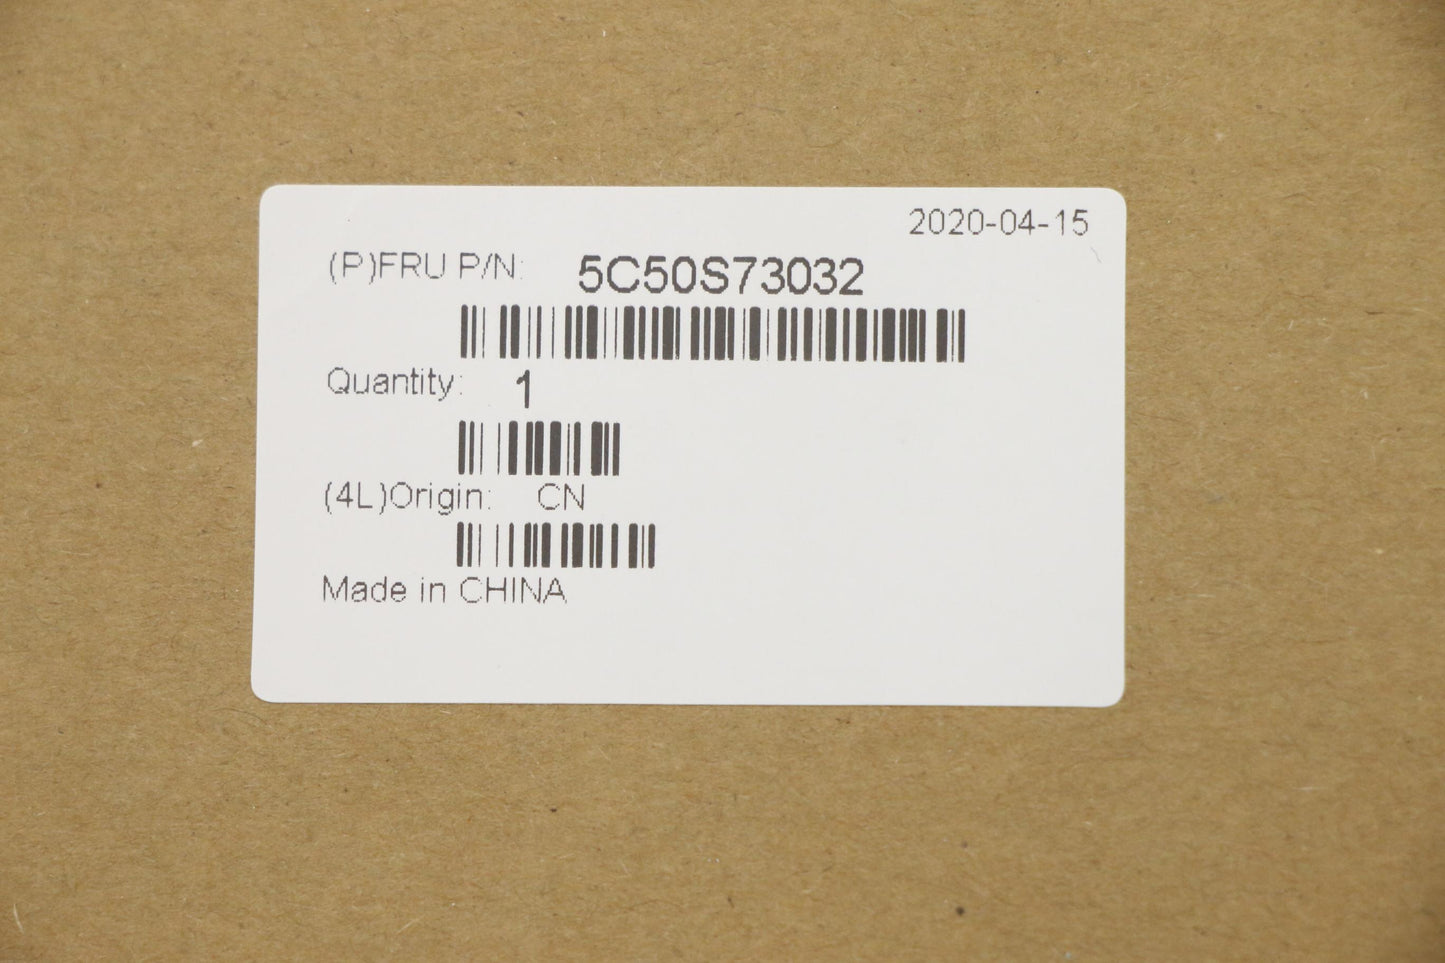 2020-04-15
(P)FRU P/N: 5C50S73032
Quantity: 1
(4L)Origin: CN
Made in CHINA